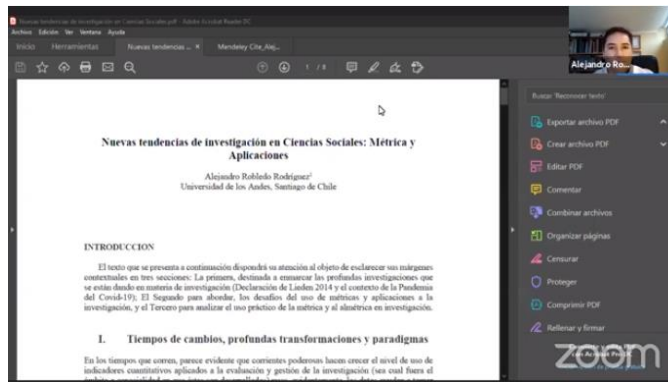 Nuevas tendencias de investigación en Ciencias Sociales.pdf - Adobe Acrobat Reader DC
Archivo Edición Ver Ventana Ayuda
Inicio Herramientas Nuevas tendencias ... × Mendeley Cite_Alej...
1 / 8
Alejandro Ro...
Buscar 'Reconocer texto'
Exportar archivo PDF
Crear archivo PDF
Editar PDF
Comentar
Combinar archivos
Organizar páginas
Censurar
Proteger
Comprimir PDF
Rellenar y firmar
Nuevas tendencias de investigación en Ciencias Sociales: Métrica y
Aplicaciones
Alejandro Robledo Rodríguez¹
Universidad de los Andes, Santiago de Chile
INTRODUCCION
El texto que se presenta a continuación dispondrá su atención al objeto de esclarecer sus márgenes
contextuales en tres secciones: La primera, destinada a enmarcar las profundas investigaciones que
se están dando en materia de investigación (Declaración de Linden 2014 y el contexto de la Pandemia
del Covid-19); El Segundo para abordar, los desafíos del uso de métricas y aplicaciones a la
investigación, y el Tercero para analizar el uso práctico de la métrica y al almétrica en investigación.
I. Tiempos de cambios, profundas transformaciones y paradigmas
En los tiempos que corren, parece evidente que corrientes poderosas hacen crecer el nivel de uso de
indicadores cuantitativos aplicados a la evaluación y gestión de la investigación (sea cual fuera el
zoom